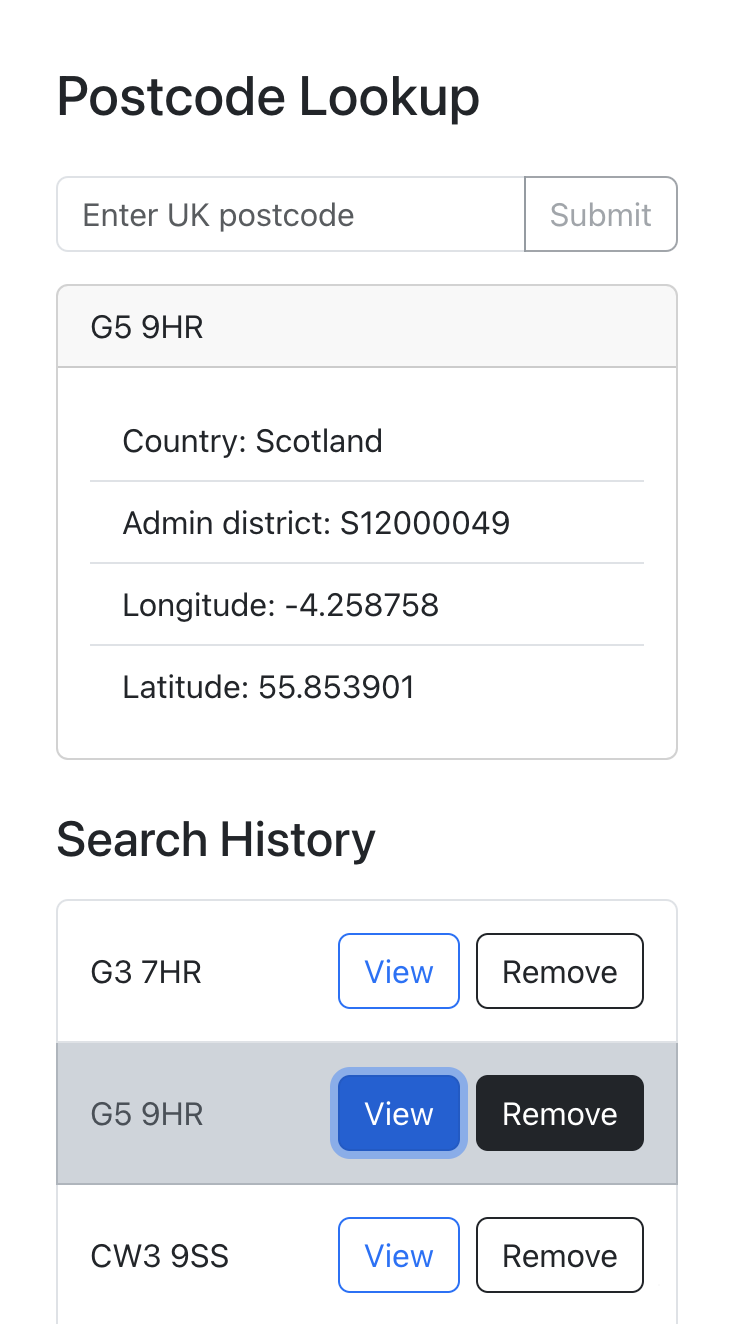 Postcode Lookup
Enter UK postcode Submit
G5 9HR
Country: Scotland
Admin district: S12000049
Longitude: -4.258758
Latitude: 55.853901
Search History
G3 7HR View Remove
G5 9HR View Remove
CW3 9SS View Remove